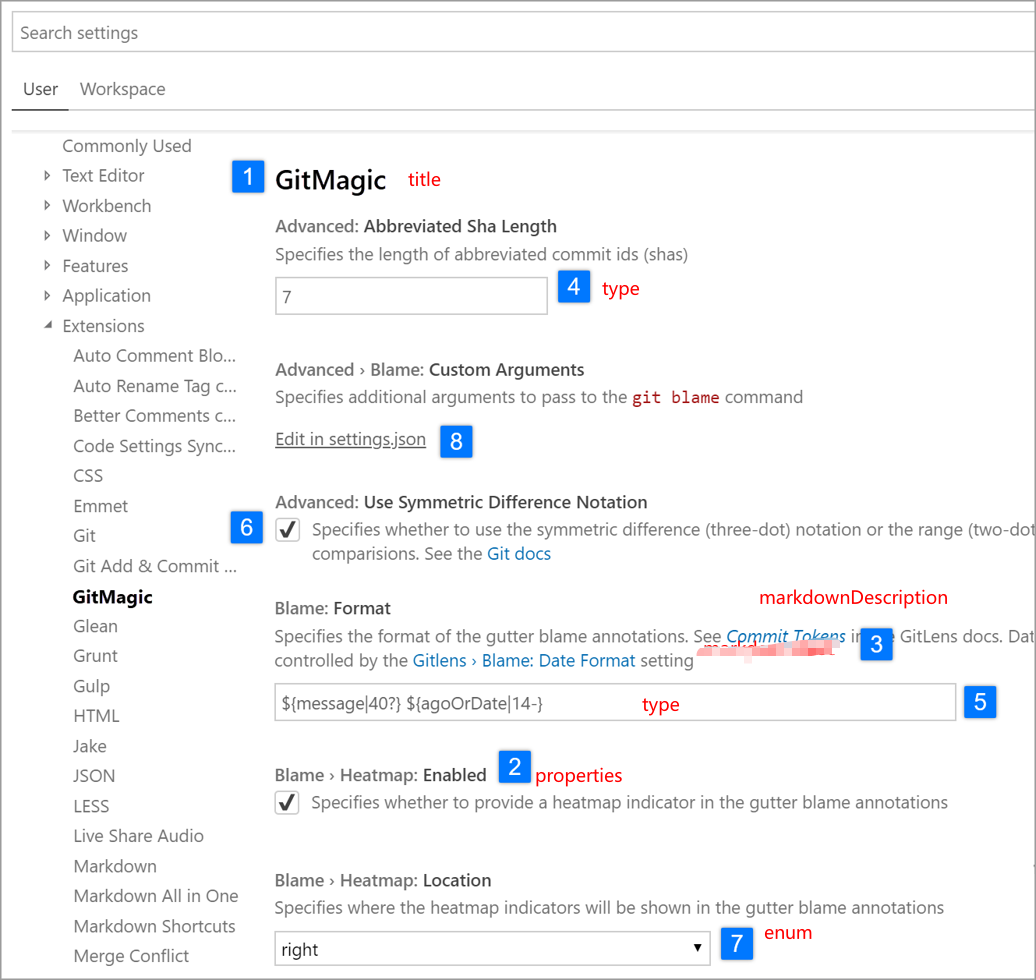 Search settings
User Workspace
Commonly Used
Text Editor
Workbench
Window
Features
Application
Extensions
Auto Comment Blo...
Auto Rename Tag c...
Better Comments c...
Code Settings Sync...
CSS
Emmet
Git
Git Add & Commit ...
GitMagic
Glean
Grunt
Gulp
HTML
Jake
JSON
LESS
Live Share Audio
Markdown
Markdown All in One
Markdown Shortcuts
Merge Conflict
1 GitMagic title
Advanced: Abbreviated Sha Length
Specifies the length of abbreviated commit ids (shas)
7 4 type
Advanced › Blame: Custom Arguments
Specifies additional arguments to pass to the git blame command
Edit in settings.json 8
Advanced: Use Symmetric Difference Notation
6 Specifies whether to use the symmetric difference (three-dot) notation or the range (two-dot
comparisions. See the Git docs
Blame: Format markdownDescription
Specifies the format of the gutter blame annotations. See Commit Tokens 3 GitLens docs. Dat
controlled by the Gitlens › Blame: Date Format setting
${message|40?} ${agoOrDate|14-} type 5
Blame › Heatmap: Enabled 2 properties
Specifies whether to provide a heatmap indicator in the gutter blame annotations
Blame › Heatmap: Location
Specifies where the heatmap indicators will be shown in the gutter blame annotations
right 7 enum